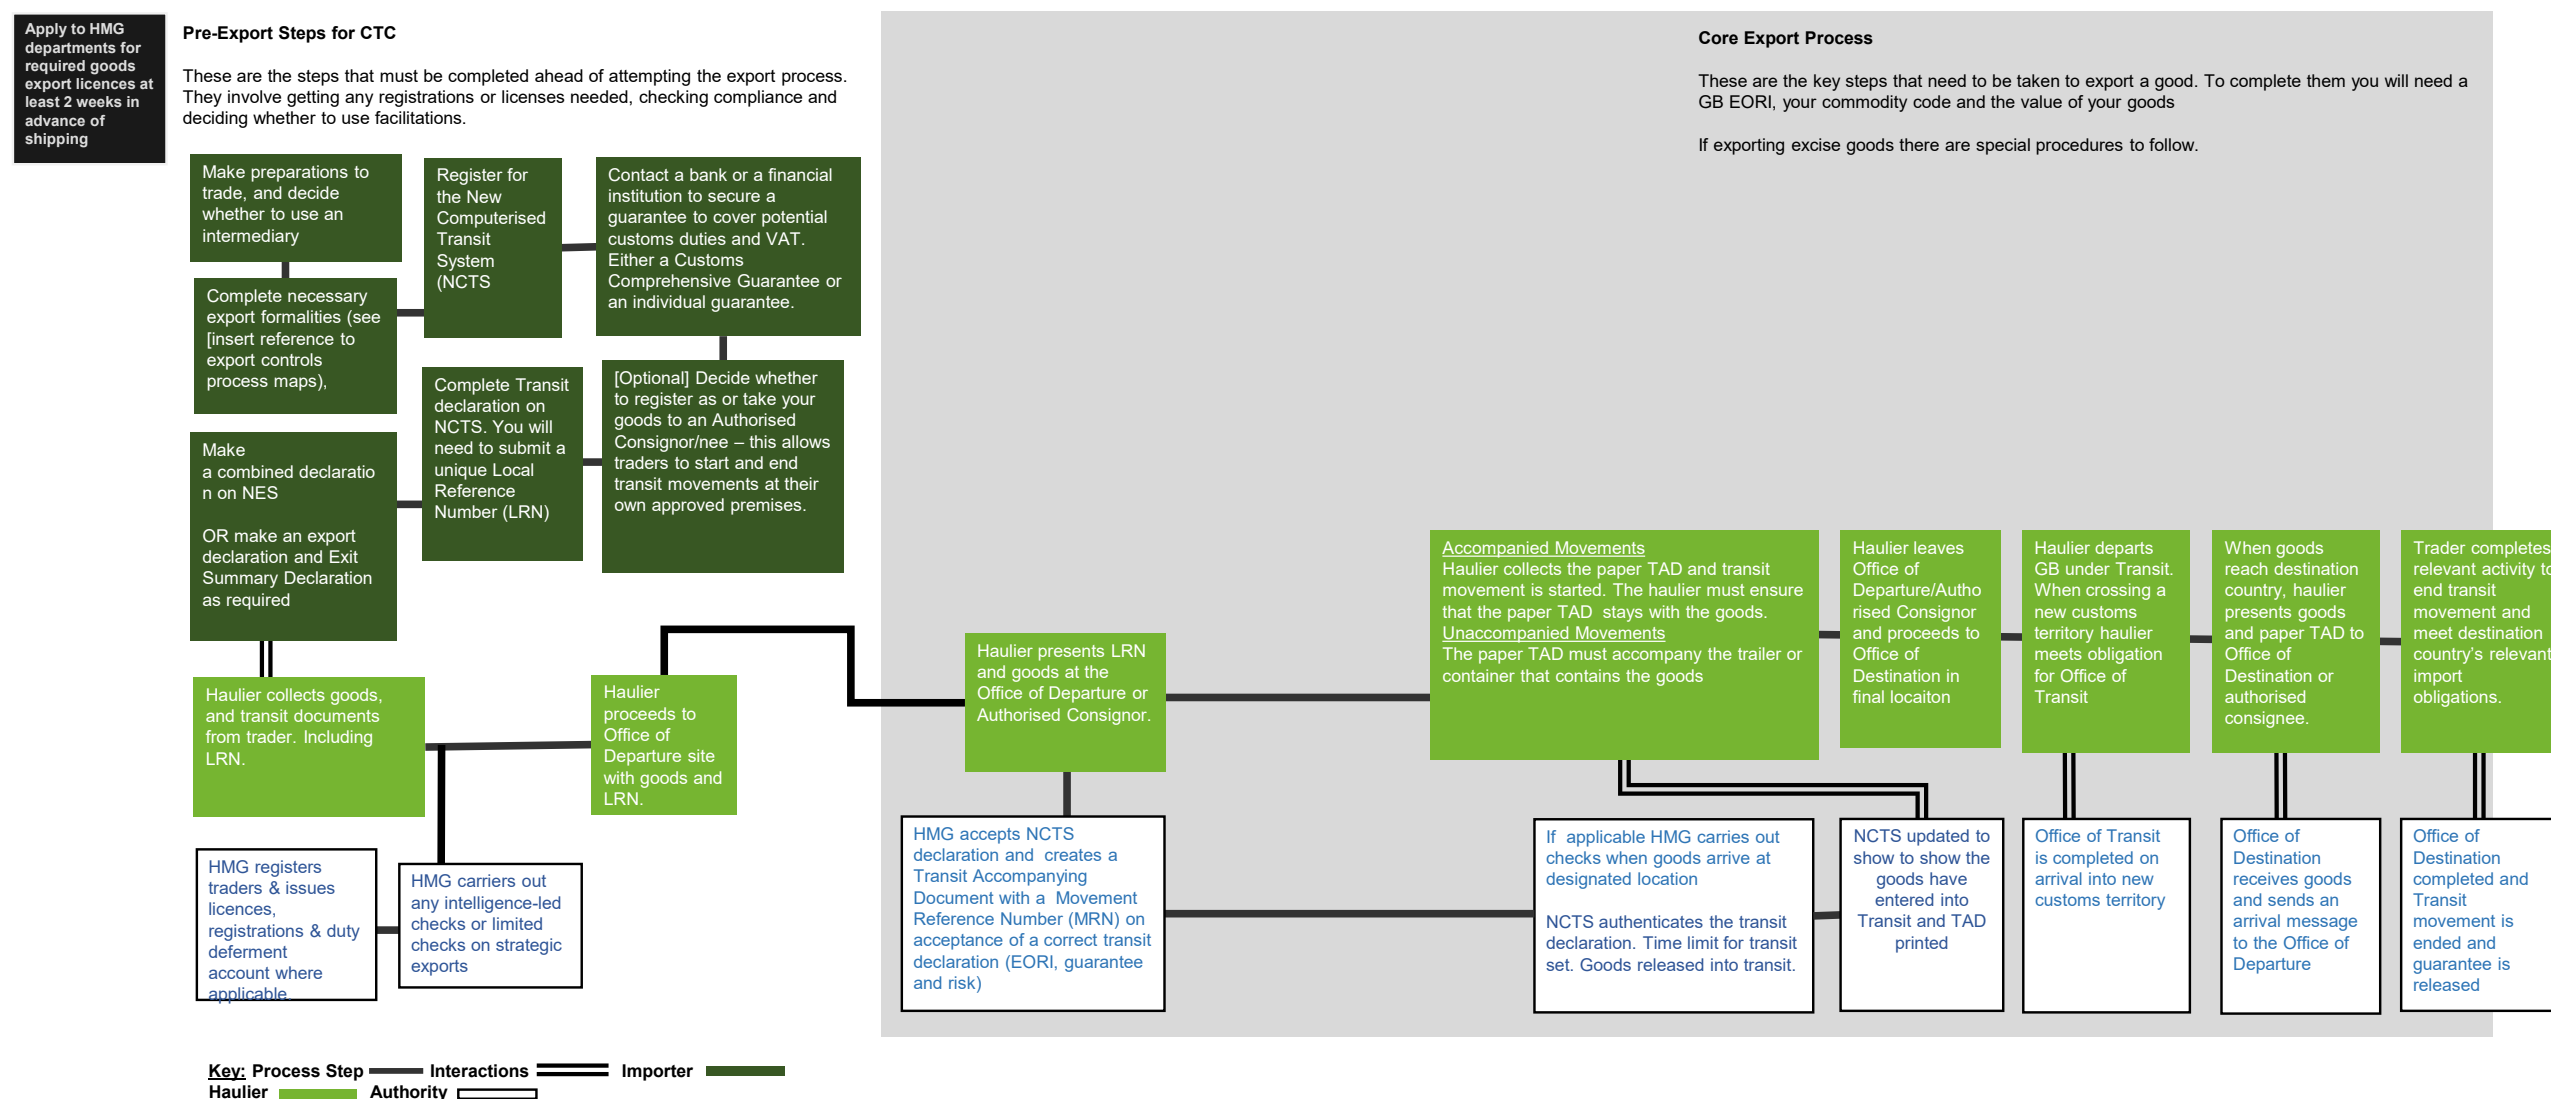 Apply to HMG
departments for
required goods
export licences at
least 2 weeks in
advance of
shipping
Pre-Export Steps for CTC
These are the steps that must be completed ahead of attempting the export process.
They involve getting any registrations or licenses needed, checking compliance and
deciding whether to use facilitations.
Core Export Process
These are the key steps that need to be taken to export a good. To complete them you will need a
GB EORI, your commodity code and the value of your goods
If exporting excise goods there are special procedures to follow.
Make preparations to
trade, and decide
whether to use an
intermediary
Complete necessary
export formalities (see
[insert reference to
export controls
process maps),
Register for
the New
Computerised
Transit
System
(NCTS
Contact a bank or a financial
institution to secure a
guarantee to cover potential
customs duties and VAT.
Either a Customs
Comprehensive Guarantee or
an individual guarantee.
[Optional] Decide whether
to register as or take your
goods to an Authorised
Consignor/nee – this allows
traders to start and end
transit movements at their
own approved premises.
Complete Transit
declaration on
NCTS. You will
need to submit a
unique Local
Reference
Number (LRN)
Make
a combined declaratio
n on NES
OR make an export
declaration and Exit
Summary Declaration
as required
Haulier collects goods,
and transit documents
from trader. Including
LRN.
Haulier
proceeds to
Office of
Departure site
with goods and
LRN.
HMG registers
traders & issues
licences,
registrations & duty
deferment
account where
applicable.
HMG carriers out
any intelligence-led
checks or limited
checks on strategic
exports
Haulier presents LRN
and goods at the
Office of Departure or
Authorised Consignor.
Accompanied Movements
Haulier collects the paper TAD and transit
movement is started. The haulier must ensure
that the paper TAD  stays with the goods.
Unaccompanied Movements
The paper TAD must accompany the trailer or
container that contains the goods
Haulier leaves
Office of
Departure/Autho
rised Consignor
and proceeds to
Office of
Destination in
final locaiton
Haulier departs
GB under Transit.
When crossing a
new customs
territory haulier
meets obligation
for Office of
Transit
When goods
reach destination
country, haulier
presents goods
and paper TAD to
Office of
Destination or
authorised
consignee.
Trader completes
relevant activity to
end transit
movement and
meet destination
country's relevant
import
obligations.
HMG accepts NCTS
declaration and  creates a
Transit Accompanying
Document with a  Movement
Reference Number (MRN) on
acceptance of a correct transit
declaration (EORI, guarantee
and risk)
If  applicable HMG carries out
checks when goods arrive at
designated location
NCTS authenticates the transit
declaration. Time limit for transit
set. Goods released into transit.
NCTS updated to
show to show the
goods have
entered into
Transit and TAD
printed
Office of Transit
is completed on
arrival into new
customs territory
Office of
Destination
receives goods
and sends an
arrival message
to the Office of
Departure
Office of
Destination
completed and
Transit
movement is
ended and
guarantee is
released
Key: Process Step Interactions Importer
Haulier Authority